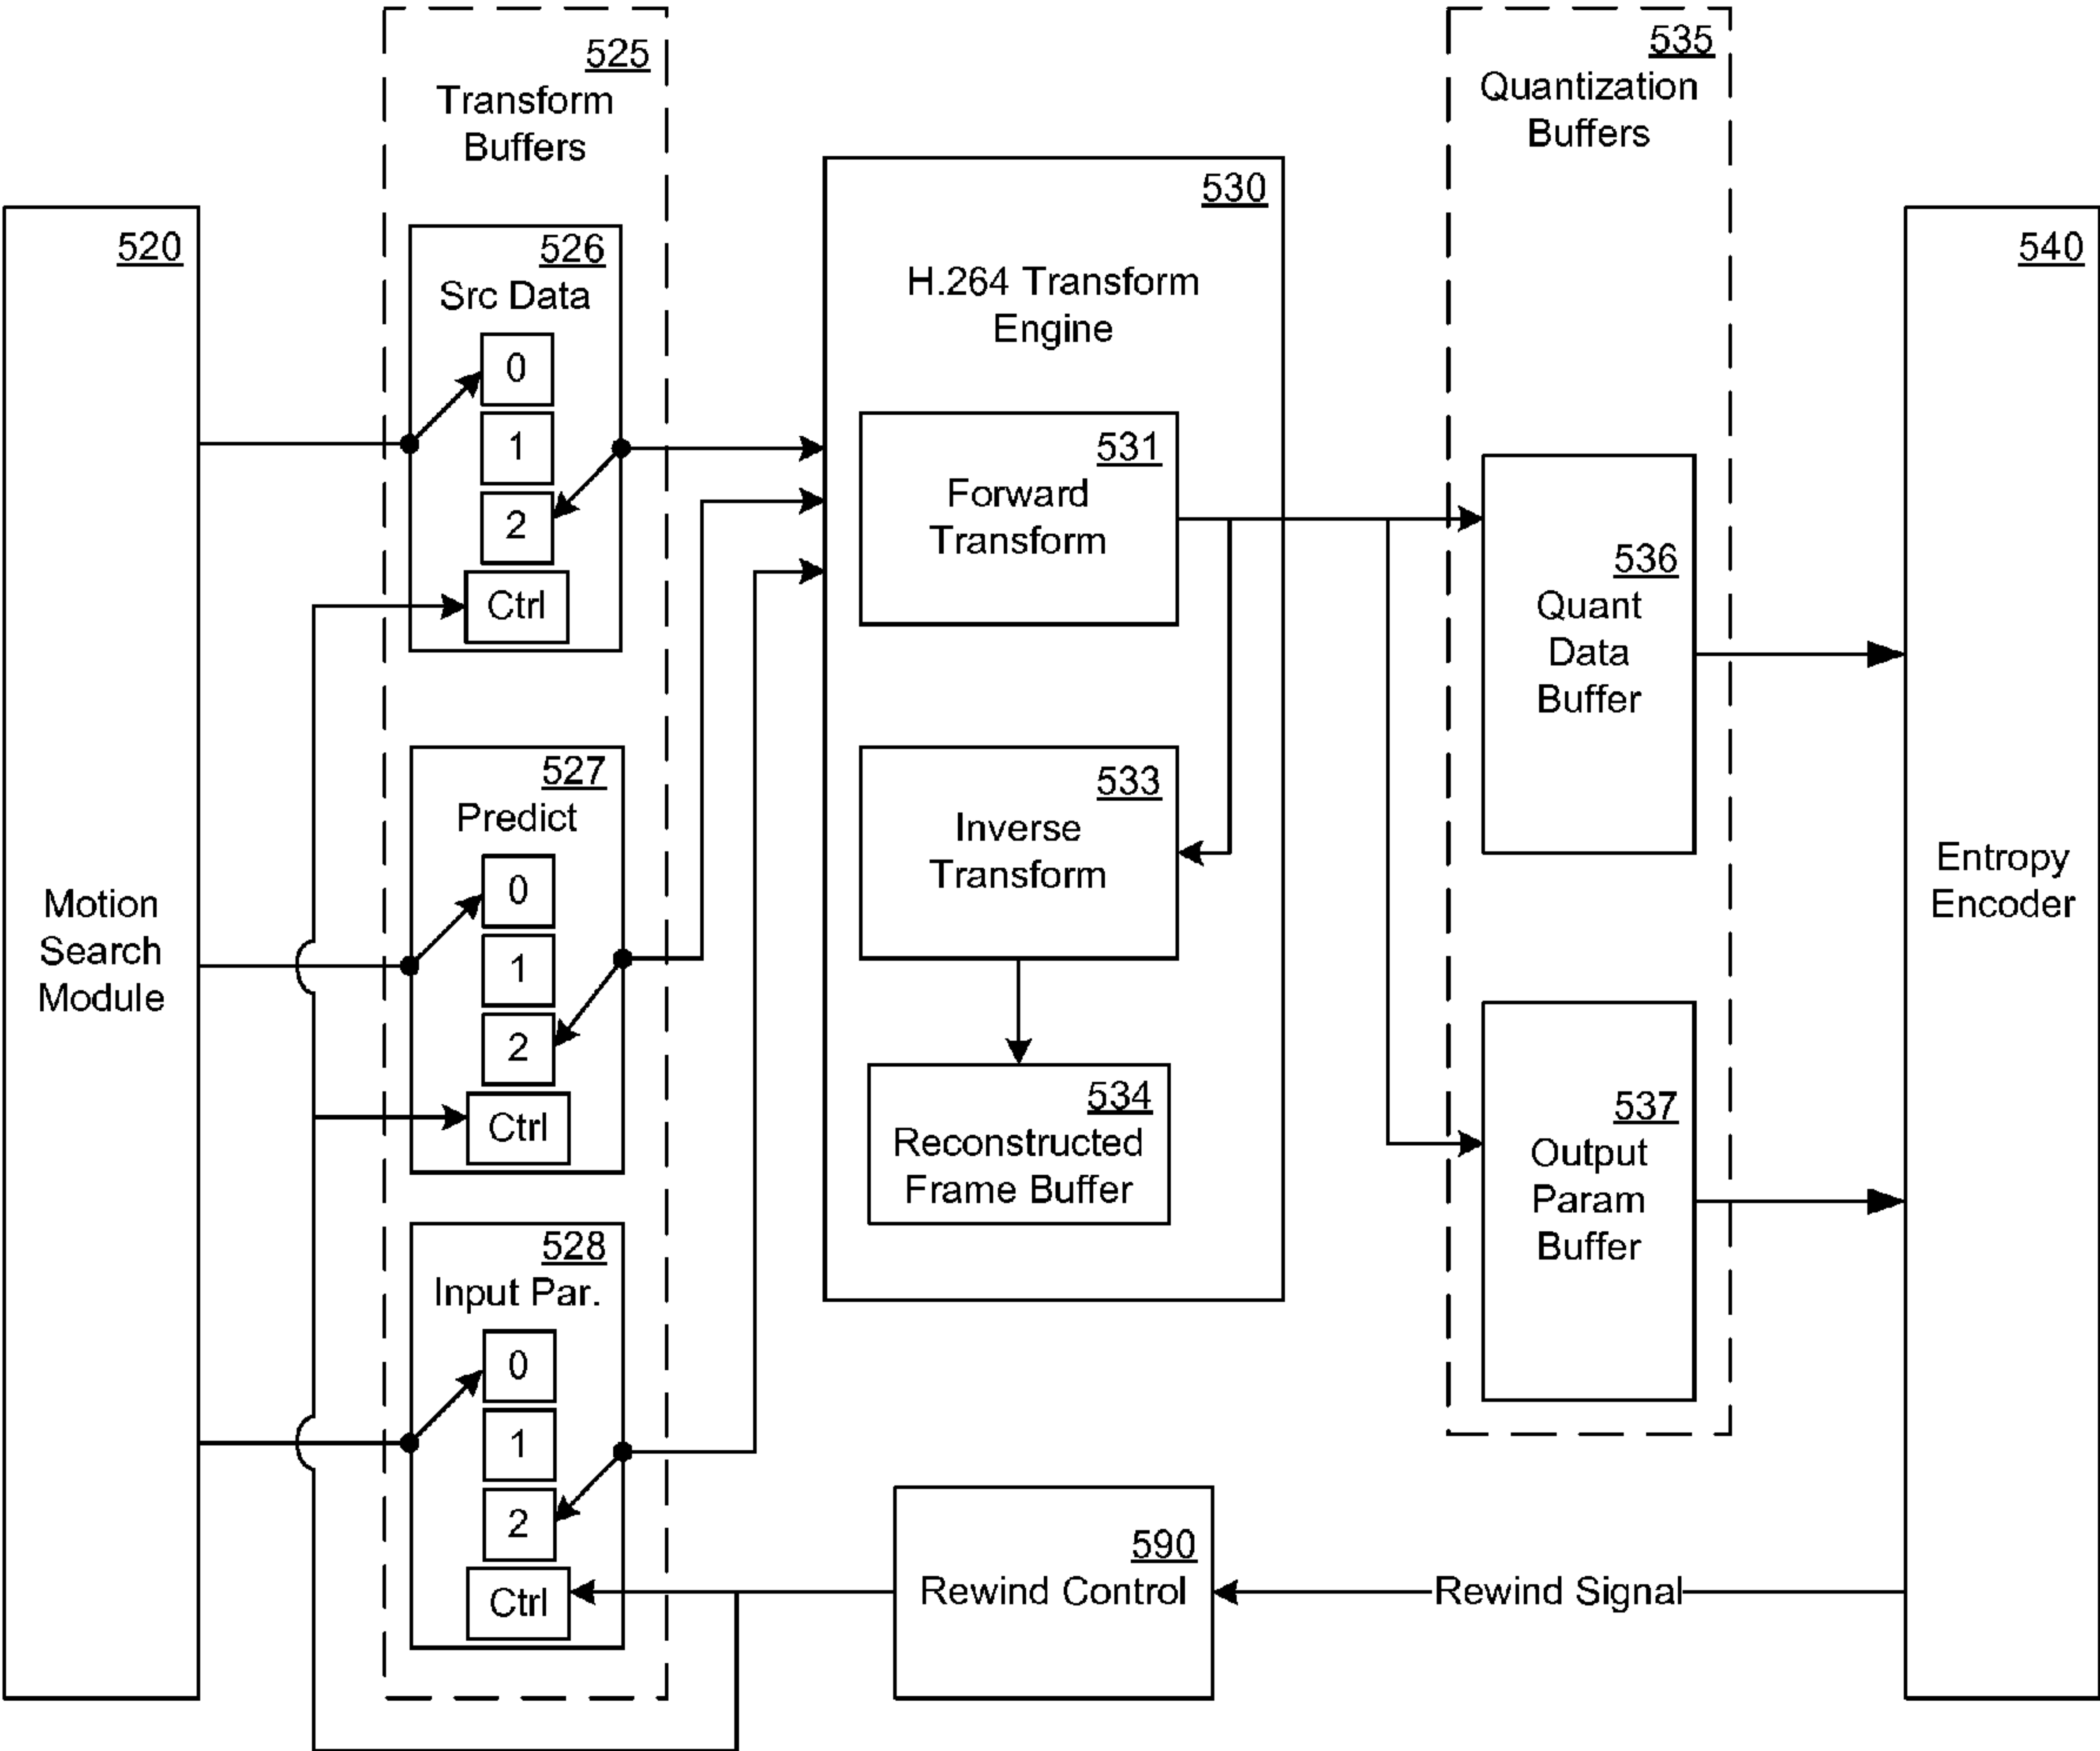 520
Motion
Search
Module
525
Transform
Buffers
526
Src Data
0
1
2
Ctrl
527
Predict
0
1
2
Ctrl
528
Input Par.
0
1
2
Ctrl
530
H.264 Transform
Engine
531
Forward
Transform
533
Inverse
Transform
534
Reconstructed
Frame Buffer
590
Rewind Control
Rewind Signal
535
Quantization
Buffers
536
Quant
Data
Buffer
537
Output
Param
Buffer
540
Entropy
Encoder